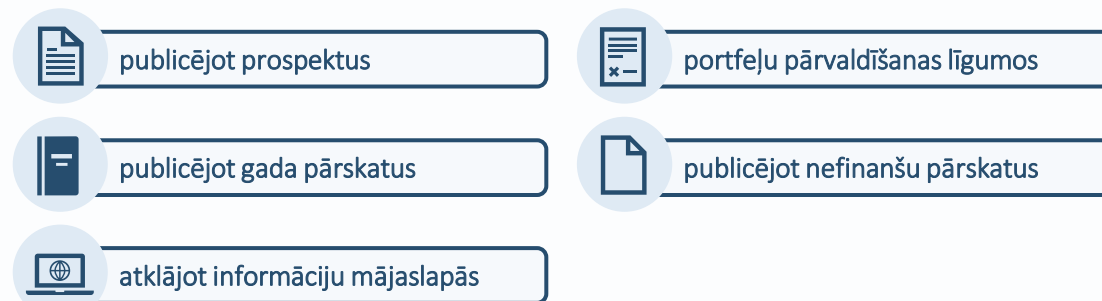 publicējot prospektus
portfeļu pārvaldīšanas līgumos
publicējot gada pārskatus
publicējot nefinanšu pārskatus
atklājot informāciju mājaslapās